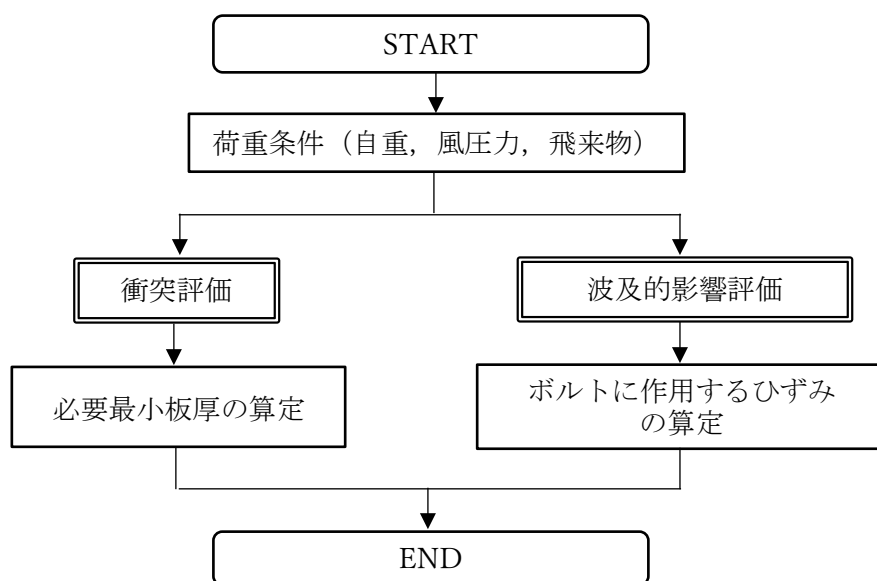 START
荷重条件（自重，風圧力，飛来物）
衝突評価
波及的影響評価
必要最小板厚の算定
ボルトに作用するひずみ
の算定
END